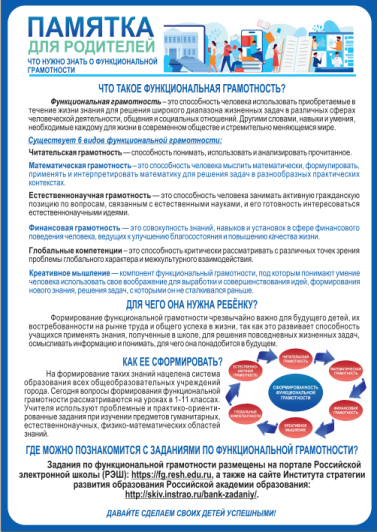 ПАМЯТКА
ДЛЯ РОДИТЕЛЕЙ
ЧТО НУЖНО ЗНАТЬ О ФУНКЦИОНАЛЬНОЙ
ГРАМОТНОСТИ
ЧТО ТАКОЕ ФУНКЦИОНАЛЬНАЯ ГРАМОТНОСТЬ?
Функциональная грамотность – это способность человека использовать приобретаемые в
течение жизни знания для решения широкого диапазона жизненных задач в различных сферах
человеческой деятельности, общения и социальных отношений. Другими словами, навыки и умения,
необходимые каждому для жизни в современном обществе и стремительно меняющемся мире.
Существует 6 видов функциональной грамотности:
Читательская грамотность — способность понимать, использовать и анализировать прочитанное.
Математическая грамотность – это способность человека мыслить математически, формулировать,
применять и интерпретировать математику для решения задач в разнообразных практических
контекстах.
Естественнонаучная грамотность — это способность человека занимать активную гражданскую
позицию по вопросам, связанным с естественными науками, и его готовность интересоваться
естественнонаучными идеями.
Финансовая грамотность — это совокупность знаний, навыков и установок в сфере финансового
поведения человека, ведущих к улучшению благосостояния и повышению качества жизни.
Глобальные компетенции – это способность критически рассматривать с различных точек зрения
проблемы глобального характера и межкультурного взаимодействия.
Креативное мышление — компонент функциональной грамотности, под которым понимают умение
человека использовать свое воображение для выработки и совершенствования идей, формирования
нового знания, решения задач, с которыми он не сталкивался раньше.
ДЛЯ ЧЕГО ОНА НУЖНА РЕБЁНКУ?
Формирование функциональной грамотности чрезвычайно важно для будущего детей, их
востребованности на рынке труда и общего успеха в жизни, так как это развивает способность
учащихся применять знания, полученные в школе, для решения повседневных жизненных задач,
осмысливать информацию и понимать, для чего она понадобится в будущем.
КАК ЕЕ СФОРМИРОВАТЬ?
На формирование таких знаний нацелена система
образования всех общеобразовательных учреждений
города. Сегодня вопросы формирования функциональной
грамотности рассматриваются на уроках в 1-11 классах.
Учителя используют проблемные и практико-ориенти-
рованные задания при изучении предметов гуманитарных,
естественнонаучных, физико-математических областей
знаний.
ЧИТАТЕЛЬСКАЯ
ГРАМОТНОСТЬ
ЕСТЕСТВЕННО-
НАУЧНАЯ
ГРАМОТНОСТЬ
МАТЕМАТИЧЕСКАЯ
ГРАМОТНОСТЬ
СФОРМИРОВАННОСТЬ
ФУНКЦИОНАЛЬНОЙ
ГРАМОТНОСТИ
ГЛОБАЛЬНЫЕ
КОМПЕТЕНТНОСТИ
ФИНАНСОВАЯ
ГРАМОТНОСТЬ
КРЕАТИВНОЕ
МЫШЛЕНИЕ
ГДЕ МОЖНО ПОЗНАКОМИТСЯ С ЗАДАНИЯМИ ПО ФУНКЦИОНАЛЬНОЙ ГРАМОТНОСТИ?
Задания по функциональной грамотности размещены на портале Российской
электронной школы (РЭШ): https://fg.resh.edu.ru, а также на сайте Института стратегии
развития образования Российской академии образования:
http://skiv.instrao.ru/bank-zadaniy/.
ДАВАЙТЕ СДЕЛАЕМ СВОИХ ДЕТЕЙ УСПЕШНЫМИ!